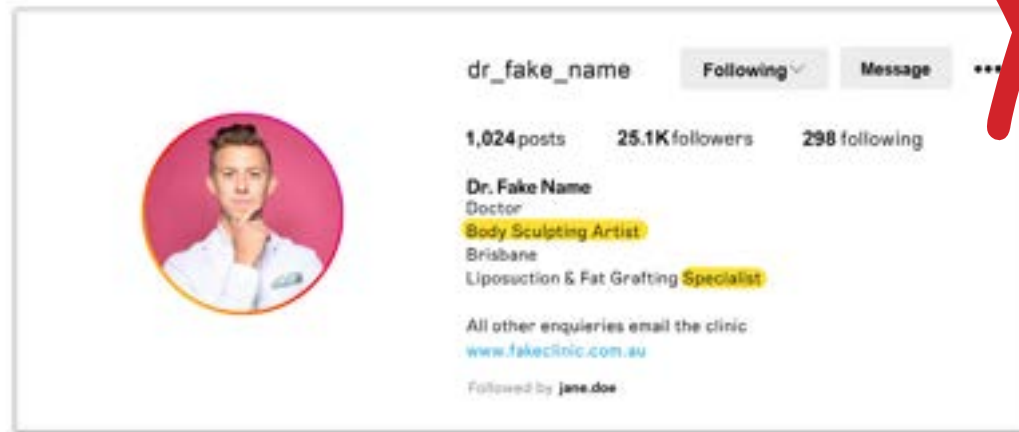 dr_fake_name Following Message •••
1,024 posts 25.1K followers 298 following
Dr. Fake Name
Doctor
Body Sculpting Artist
Brisbane
Liposuction & Fat Grafting Specialist
All other enquieries email the clinic
www.fakeclinic.com.au
Followed by jane.doe